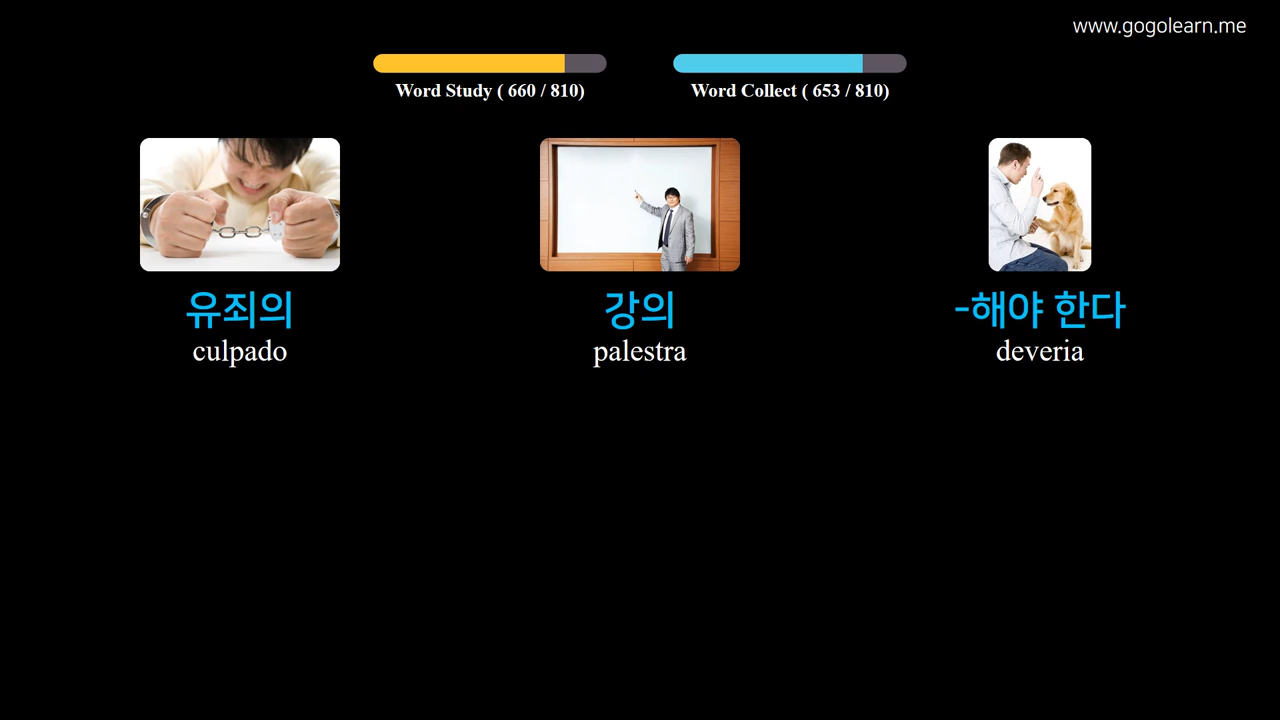 www.gogolearn.me
Word Study ( 660 / 810)
Word Collect ( 653 / 810)
유죄의
culpado
강의
palestra
-해야 한다
deveria